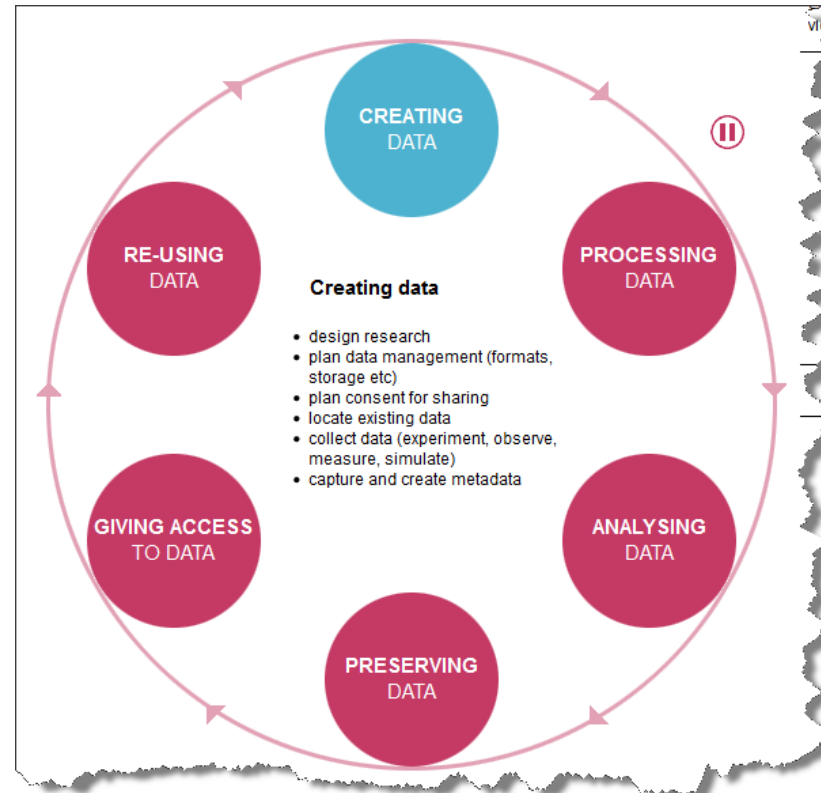 CREATING
DATA
PROCESSING
DATA
ANALYSING
DATA
PRESERVING
DATA
GIVING ACCESS
TO DATA
RE-USING
DATA
Creating data
• design research
• plan data management (formats,
storage etc)
• plan consent for sharing
• locate existing data
• collect data (experiment, observe,
measure, simulate)
• capture and create metadata